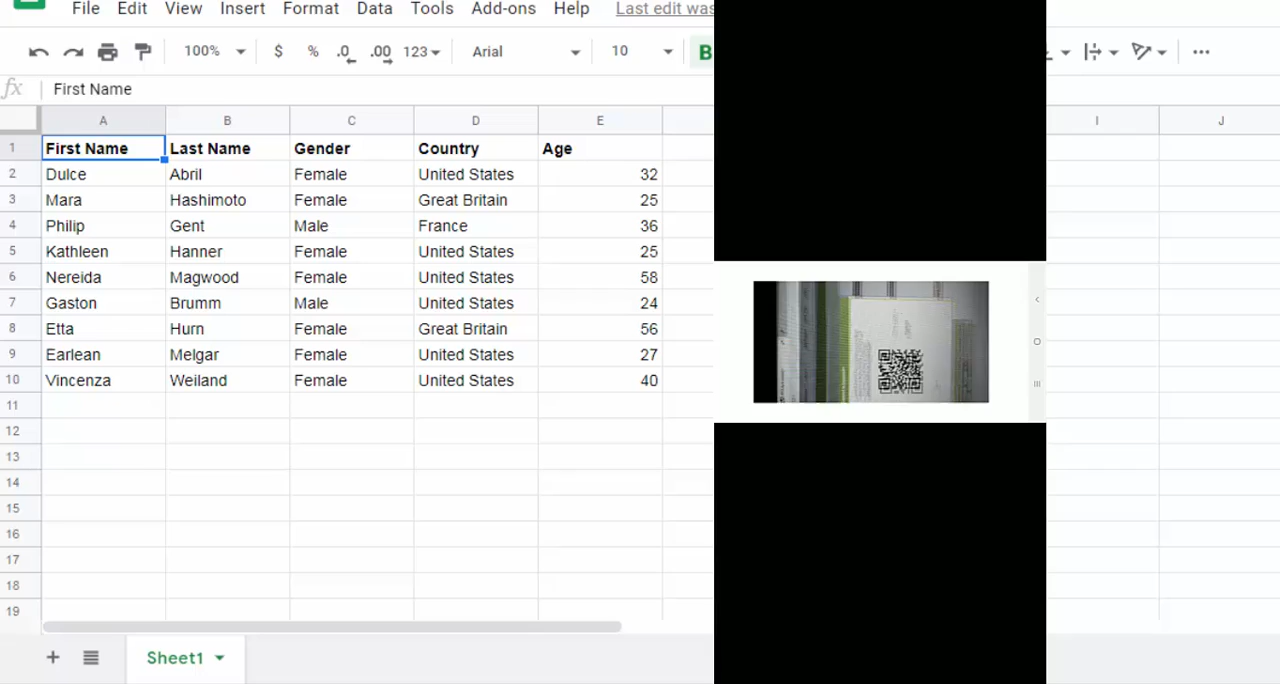 File Edit View Insert Format Data Tools Add-ons Help Last edit was
100% $ % .0 .00 123 Arial 10 B
fx First Name
A B C D E I J
1 First Name Last Name Gender Country Age
2 Dulce Abril Female United States 32
3 Mara Hashimoto Female Great Britain 25
4 Philip Gent Male France 36
5 Kathleen Hanner Female United States 25
6 Nereida Magwood Female United States 58
7 Gaston Brumm Male United States 24
8 Etta Hurn Female Great Britain 56
9 Earlean Melgar Female United States 27
10 Vincenza Weiland Female United States 40
11
12
13
14
15
16
17
18
19
Sheet1